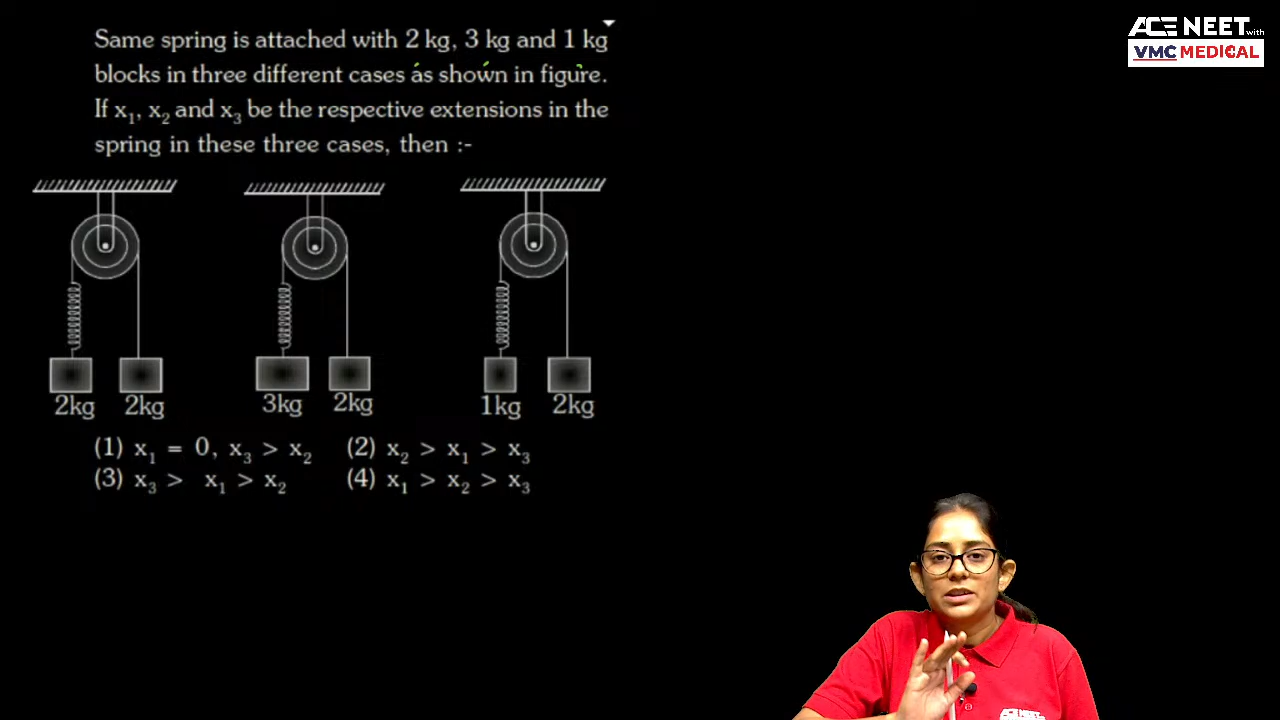 Same spring is attached with 2 kg, 3 kg and 1 kg
blocks in three different cases as shown in figure.
If x₁, x₂ and x₃ be the respective extensions in the
spring in these three cases, then :-
2kg 2kg 3kg 2kg 1kg 2kg
(1) x₁ = 0, x₃ > x₂ (2) x₂ > x₁ > x₃
(3) x₃ > x₁ > x₂ (4) x₁ > x₂ > x₃
ACE NEET with
VMC MEDICAL
ACE NEET